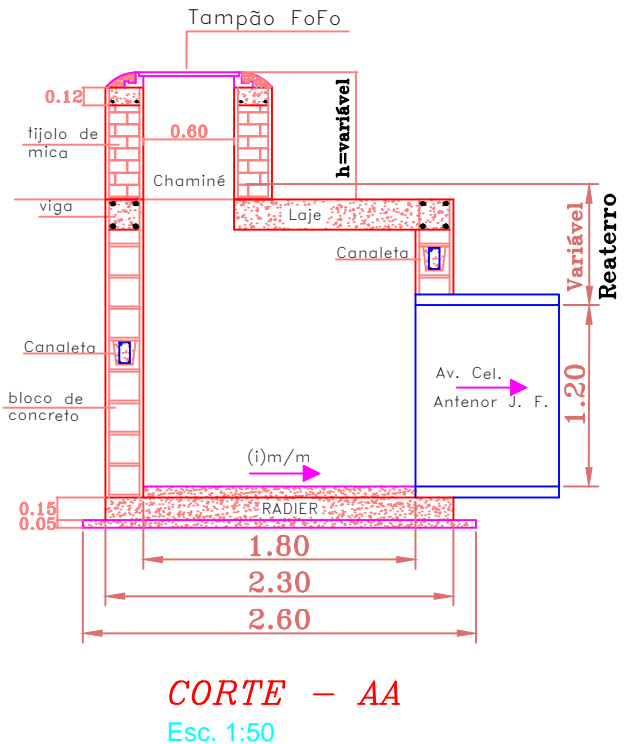 Tampão FoFo
0.12
tijolo de
mica
0.60
h=variável
Chaminé
viga
Laje
Canaleta
Variável
Reaterro
Canaleta
bloco de
concreto
Av. Cel.
Antenor J. F.
1.20
(i)m/m
0.15
RADIER
0.05
1.80
2.30
2.60
CORTE - AA
Esc. 1:50